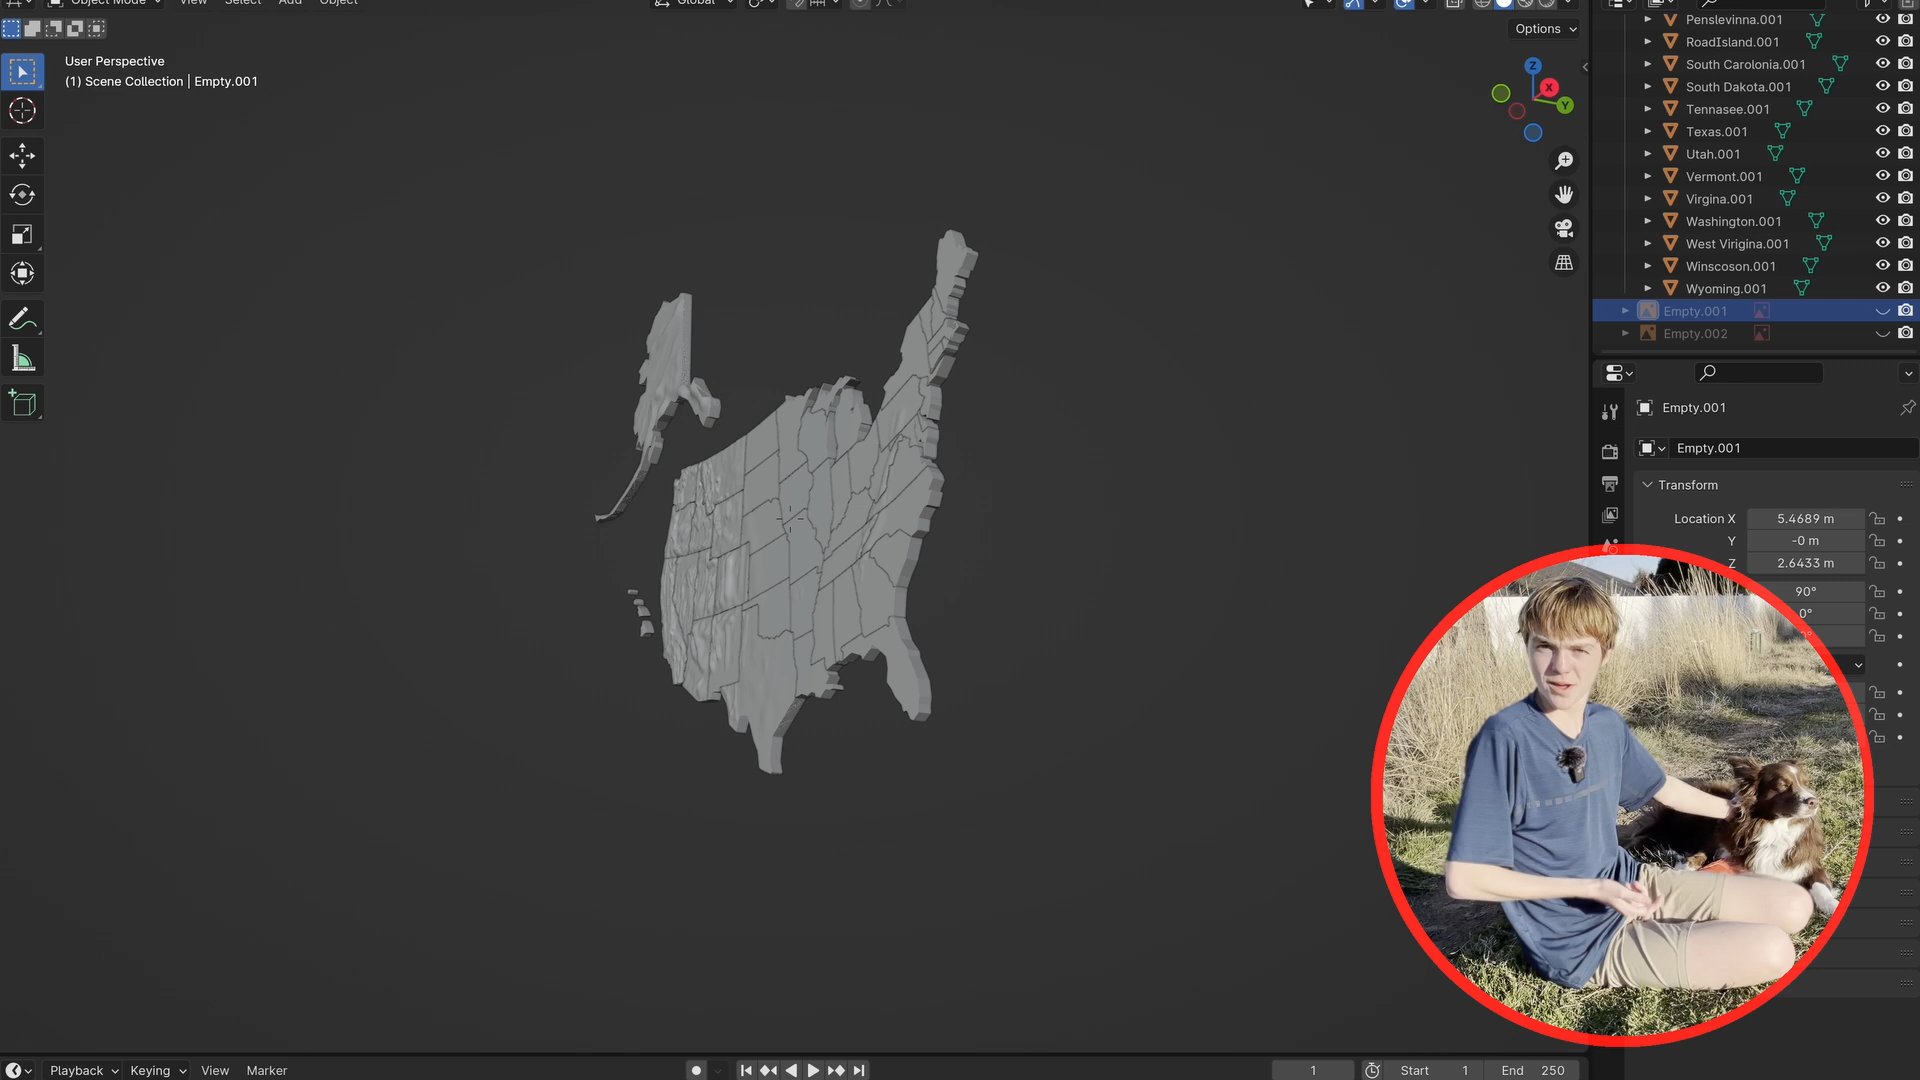 Object Mode
View
Select
Add
Object
Global
Options
User Perspective
(1) Scene Collection | Empty.001
Z
X
Y
Penslevinna.001
RoadIsland.001
South Carolonia.001
South Dakota.001
Tennasee.001
Texas.001
Utah.001
Vermont.001
Virgina.001
Washington.001
West Virigina.001
Winscoson.001
Wyoming.001
Empty.001
Empty.002
Empty.001
Empty.001
Transform
Location X 5.4689 m
Y -0 m
Z 2.6433 m
90°
0°
0°
Playback
Keying
View
Marker
1
Start 1
End 250